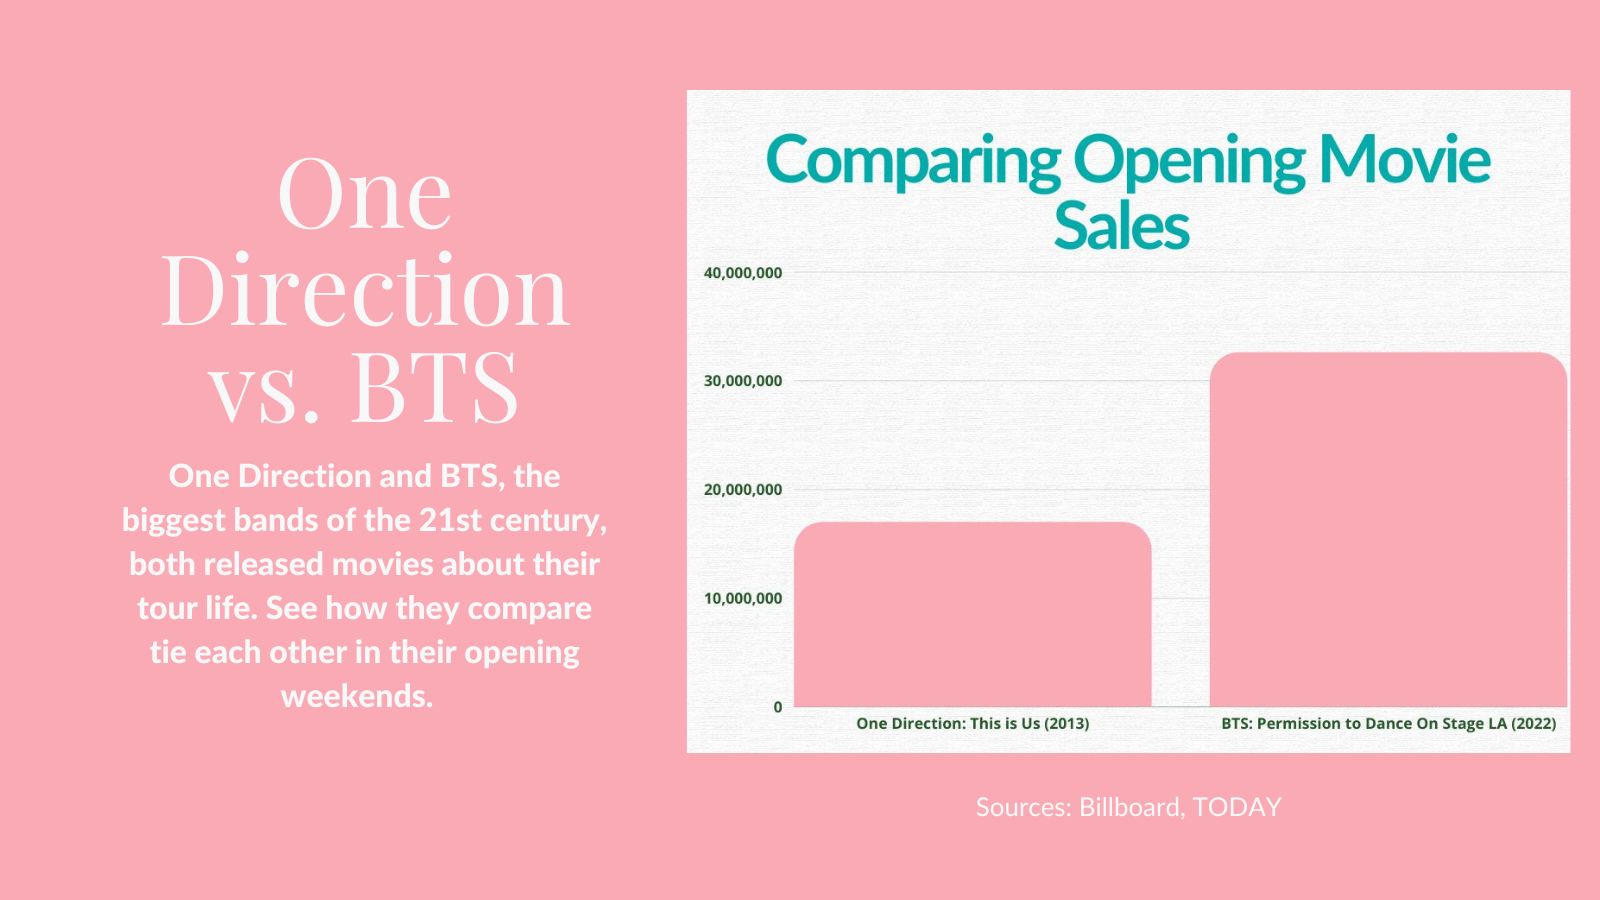 One
Direction
vs. BTS
One Direction and BTS, the
biggest bands of the 21st century,
both released movies about their
tour life. See how they compare
tie each other in their opening
weekends.
Comparing Opening Movie
Sales
40,000,000
30,000,000
20,000,000
10,000,000
0
One Direction: This is Us (2013)
BTS: Permission to Dance On Stage LA (2022)
Sources: Billboard, TODAY